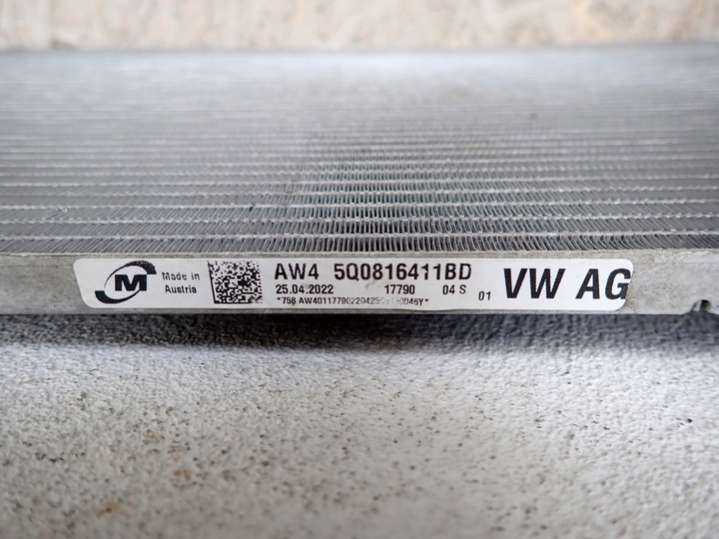 M
Made in
Austria
AW4 5Q0816411BD
25.04.2022 17790 04 S 01
VW AG